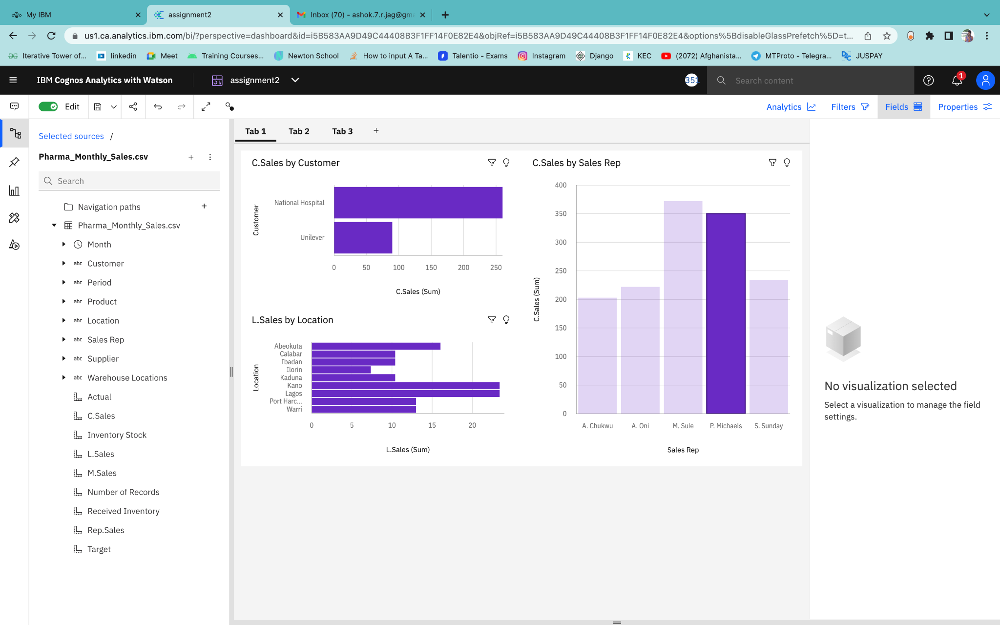 My IBM
assignment2
Inbox (70) - ashok.7.r.jag@gma
us1.ca.analytics.ibm.com/bi/?perspective=dashboard&id=i5B583AA9D49C44408B3F1FF14F0E82E4&objRef=i5B583AA9D49C44408B3F1FF14F0E82E4&options%5BdisableGlassPrefetch%5D=t...
Iterative Tower of...
linkedin
Meet
Training Courses...
Newton School
How to input A Ta...
Talentio - Exams
Instagram
Django
KEC
(2072) Afghanista...
MTProto - Telegra...
JUSPAY
IBM Cognos Analytics with Watson
assignment2
351
Search content
1
Edit
Analytics
Filters
Fields
Properties
Selected sources /
Pharma_Monthly_Sales.csv
Search
Navigation paths
Pharma_Monthly_Sales.csv
Month
abc Customer
abc Period
abc Product
abc Location
abc Sales Rep
abc Supplier
abc Warehouse Locations
Actual
C.Sales
Inventory Stock
L.Sales
M.Sales
Number of Records
Received Inventory
Rep.Sales
Target
Tab 1
Tab 2
Tab 3
C.Sales by Customer
Customer
National Hospital
Unilever
0 50 100 150 200 250
C.Sales (Sum)
L.Sales by Location
Location
Abeokuta
Calabar
Ibadan
Ilorin
Kaduna
Kano
Lagos
Port Harc...
Warri
0 5 10 15 20
L.Sales (Sum)
C.Sales by Sales Rep
C.Sales (Sum)
400
350
300
250
200
150
100
50
0
A. Chukwu A. Oni M. Sule P. Michaels S. Sunday
Sales Rep
No visualization selected
Select a visualization to manage the field
settings.